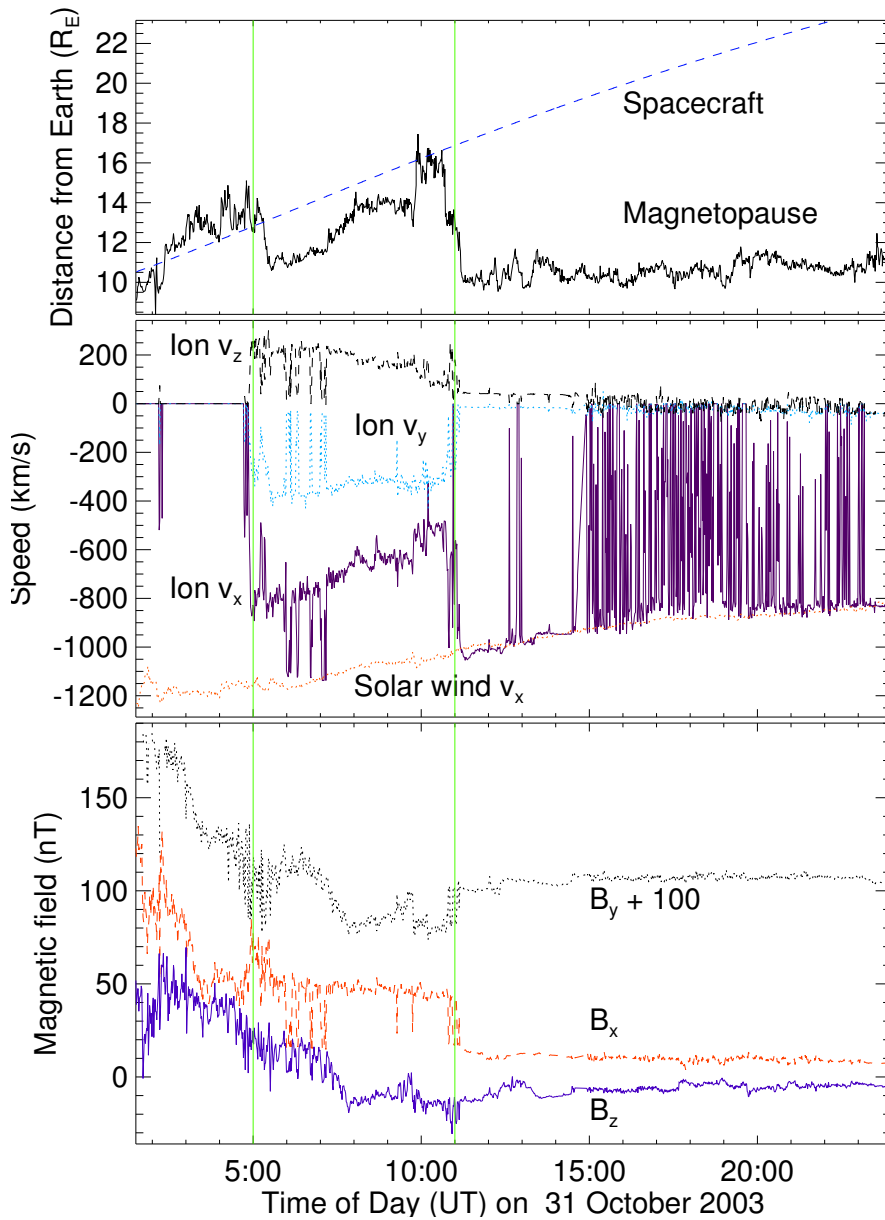 Distance from Earth (R_E)
22
20
18
16
14
12
10
Spacecraft
Magnetopause
Speed (km/s)
200
0
-200
-400
-600
-800
-1000
-1200
Ion v_z
Ion v_y
Ion v_x
Solar wind v_x
Magnetic field (nT)
150
100
50
0
B_y + 100
B_x
B_z
5:00 10:00 15:00 20:00
Time of Day (UT) on 31 October 2003